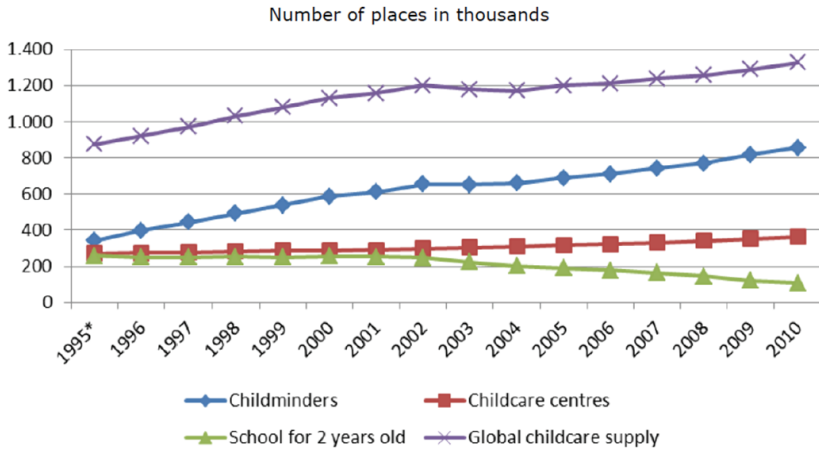 Number of places in thousands
1.400
1.200
1.000
800
600
400
200
0
1995* 1996 1997 1998 1999 2000 2001 2002 2003 2004 2005 2006 2007 2008 2009 2010
Childminders Childcare centres
School for 2 years old Global childcare supply